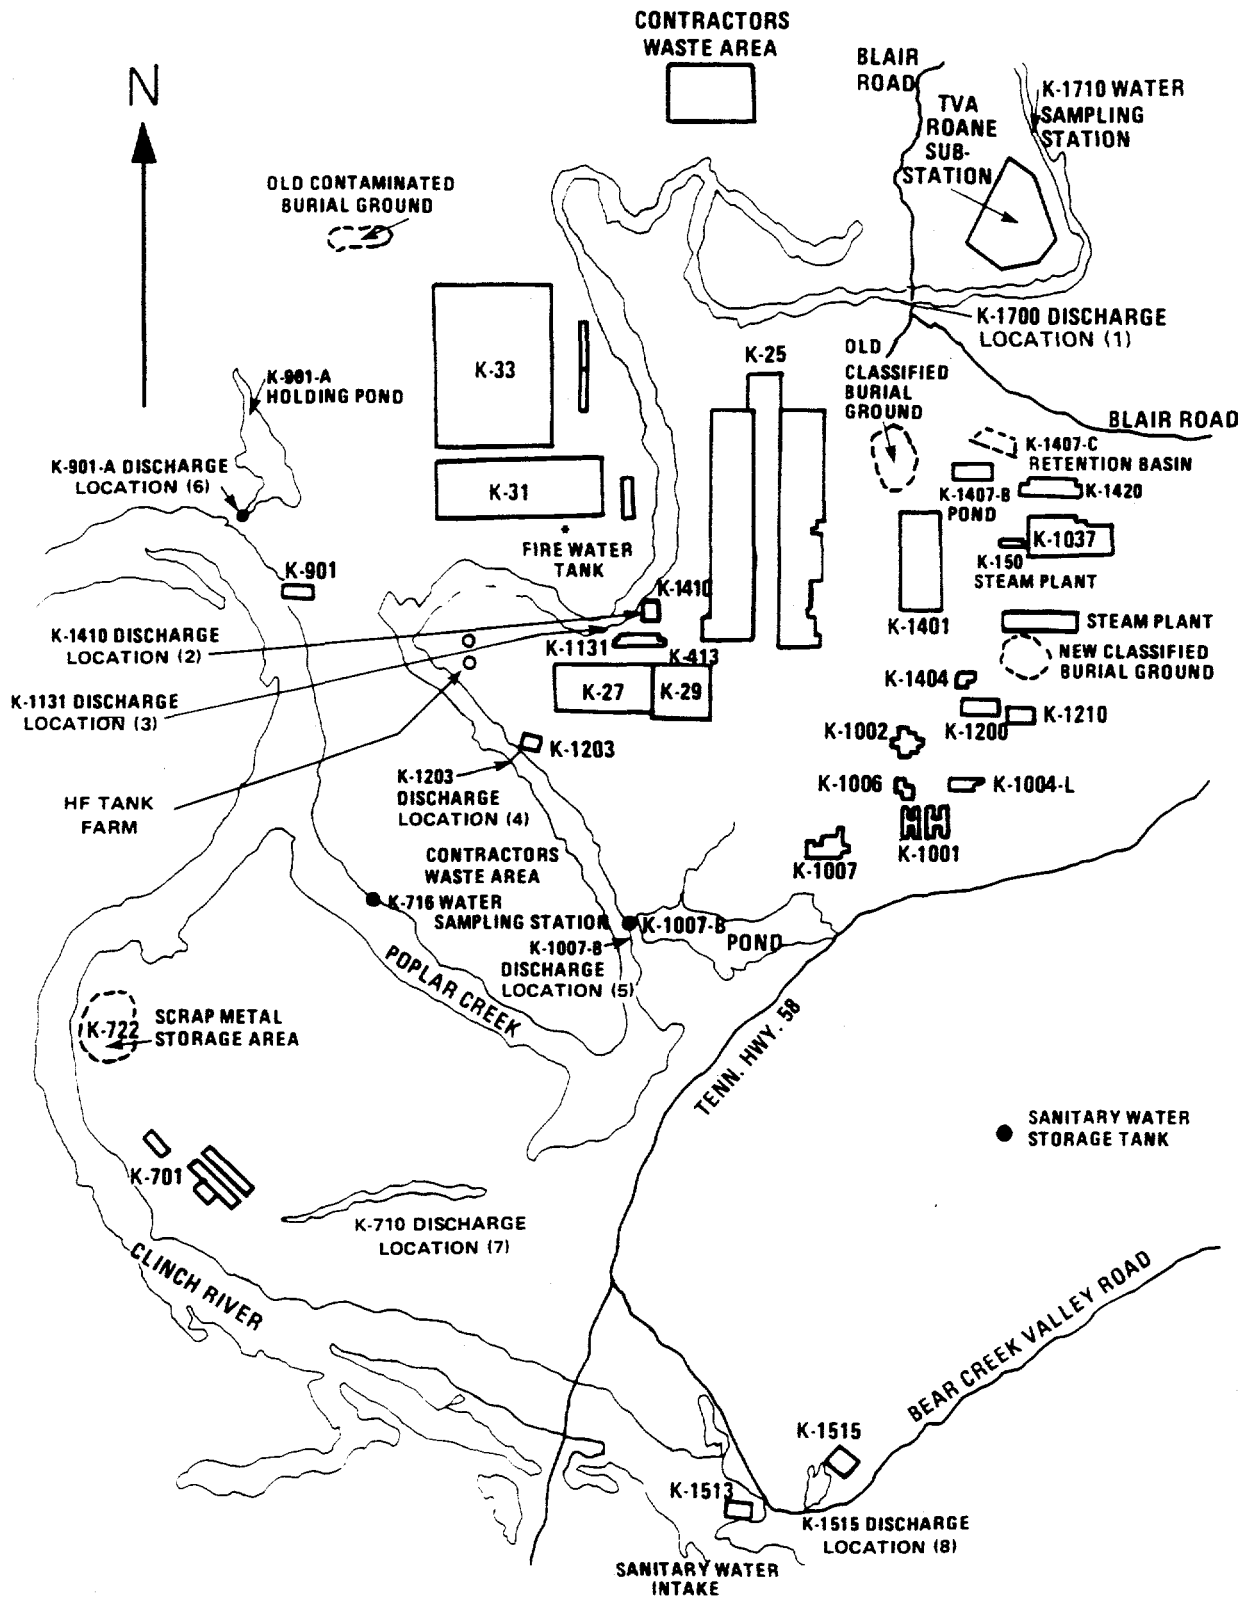 CONTRACTORS
WASTE AREA
BLAIR
ROAD
N
TVA
ROANE
SUB-
STATION
K-1710 WATER
SAMPLING
STATION
OLD CONTAMINATED
BURIAL GROUND
K-1700 DISCHARGE
LOCATION (1)
K-25
OLD
CLASSIFIED
BURIAL
GROUND
K-33
K-901-A
HOLDING POND
BLAIR ROAD
K-1407-C
RETENTION BASIN
K-901-A DISCHARGE
LOCATION (6)
K-31
K-1407-B
POND
K-1420
FIRE WATER
TANK
K-1037
K-150
STEAM PLANT
K-901
K-1410
K-1401
STEAM PLANT
K-1410 DISCHARGE
LOCATION (2)
K-1131
K-413
NEW CLASSIFIED
BURIAL GROUND
K-27
K-29
K-1404
K-1131 DISCHARGE
LOCATION (3)
K-1210
K-1200
K-1002
K-1203
K-1203
DISCHARGE
LOCATION (4)
K-1006
K-1004-L
HF TANK
FARM
K-1001
K-1007
CONTRACTORS
WASTE AREA
K-716 WATER
SAMPLING STATION
K-1007-B
POND
K-1007-B
DISCHARGE
LOCATION (5)
POPLAR CREEK
K-722
SCRAP METAL
STORAGE AREA
TENN. HWY. 58
SANITARY WATER
STORAGE TANK
K-701
K-710 DISCHARGE
LOCATION (7)
CLINCH RIVER
BEAR CREEK VALLEY ROAD
K-1515
K-1513
K-1515 DISCHARGE
LOCATION (8)
SANITARY WATER
INTAKE